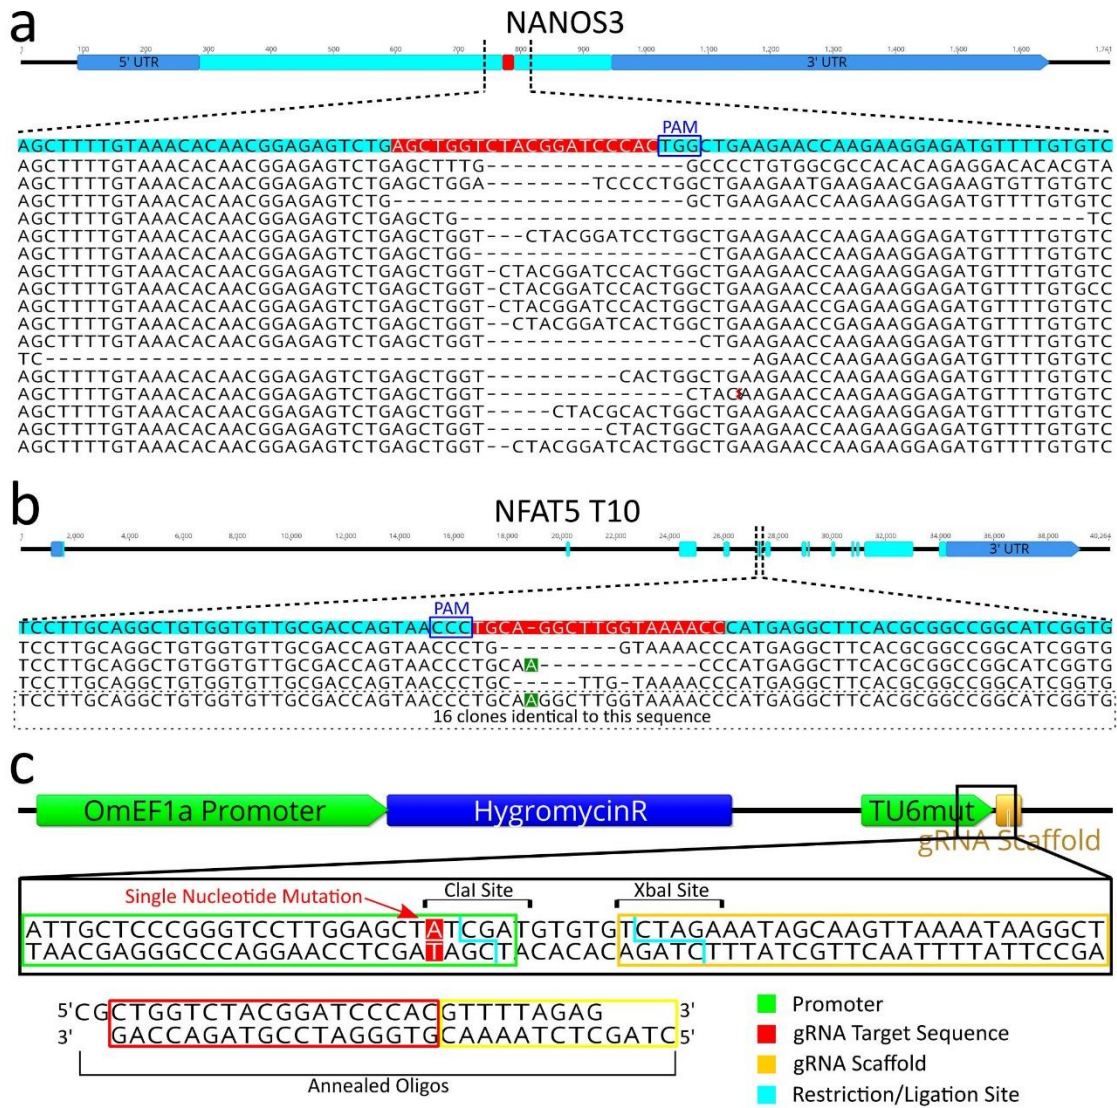 a
NANOS3
1 100 200 300 400 500 600 700 800 900 1,000 1,100 1,200 1,300 1,400 1,500 1,600 1,741
5' UTR
3' UTR
PAM
AGCTTTTGTAAACACAACGGAGAGTCTGAGCTGGTCTACGGATCCCACTGGCTGAAGAACCAAGAAGGAGATGTTTTGTGTC
AGCTTTTGTAAACACAACGGAGAGTCTGAGCTTTG---------------GCCCCCTGTGGCGCCACACAGAGGACACACGTA
AGCTTTTGTAAACACAACGGAGAGTCTGAGCTGGA--------TCCCCTGGCTGAAGAATGAAGAACGAGAAGTGTTGTGTC
AGCTTTTGTAAACACAACGGAGAGTCTG----------------------GCTGAAGAACCAAGAAGGAGATGTTTTGTGTC
AGCTTTTGTAAACACAACGGAGAGTCTGAGCTG-----------------------------------------------TC
AGCTTTTGTAAACACAACGGAGAGTCTGAGCTGGT---CTACGGATCCTGGCTGAAGAACCAAGAAGGAGATGTTTTGTGTC
AGCTTTTGTAAACACAACGGAGAGTCTGAGCTGG-----------------CTGAAGAACCAAGAAGGAGATGTTTTGTGTC
AGCTTTTGTAAACACAACGGAGAGTCTGAGCTGGT-CTACGGATCCACTGGCTGAAGAACCAAGAAGGAGATGTTTTGTGTC
AGCTTTTGTAAACACAACGGAGAGTCTGAGCTGGT--CTACGGATCCACTGGCTGAAGAACCAAGAAGGAGATGTTTTGTGCC
AGCTTTTGTAAACACAACGGAGAGTCTGAGCTGGT-CTACGGATCCACTGGCTGAAGAACCAAGAAGGAGATGTTTTGTGTC
AGCTTTTGTAAACACAACGGAGAGTCTGAGCTGGT--CTACGGATCACTGGCTGAAGAACCGAGAAGGAGATGTTTTGTGTC
AGCTTTTGTAAACACAACGGAGAGTCTGAGCTGGT----------------CTGAAGAACCAAGAAGGAGATGTTTTGTGTC
TC-----------------------------------------------------AGAACCAAGAAGGAGATGTTTTGTGTC
AGCTTTTGTAAACACAACGGAGAGTCTGAGCTGGT----------CACTGGCTGAAGAACCAAGAAGGAGATGTTTTGTGTC
AGCTTTTGTAAACACAACGGAGAGTCTGAGCTGGT---------------CTACAAGAACCAAGAAGGAGATGTTTTGTGTC
AGCTTTTGTAAACACAACGGAGAGTCTGAGCTGGT-----CTACGCACTGGCTGAAGAACCAAGAAGGAGATGTTTTGTGTC
AGCTTTTGTAAACACAACGGAGAGTCTGAGCTGGT---------CTACTGGCTGAAGAACCAAGAAGGAGATGTTTTGTGTC
AGCTTTTGTAAACACAACGGAGAGTCTGAGCTGGT--CTACGGATCACTGGCTGAAGAACCAAGAAGGAGATGTTTTGTGTC
b
NFAT5 T10
1 2,000 4,000 6,000 8,000 10,000 12,000 14,000 16,000 18,000 20,000 22,000 24,000 26,000 28,000 30,000 32,000 34,000 36,000 38,000 40,264
3' UTR
PAM
TCCTTGCAGGCTGTGGTGTTGCGACCAGTAACCCTGCA-GGCTTGGTAAAACCCATGAGGCTTCACGCGGCCGGCATCGGTG
TCCTTGCAGGCTGTGGTGTTGCGACCAGTAACCCTG---------GTAAAACCCATGAGGCTTCACGCGGCCGGCATCGGTG
TCCTTGCAGGCTGTGGTGTTGCGACCAGTAACCCTGCAA------------CCCATGAGGCTTCACGCGGCCGGCATCGGTG
TCCTTGCAGGCTGTGGTGTTGCGACCAGTAACCCTGC-----TTG-TAAAACCCATGAGGCTTCACGCGGCCGGCATCGGTG
TCCTTGCAGGCTGTGGTGTTGCGACCAGTAACCCTGCAAGGCTTGGTAAAACCCATGAGGCTTCACGCGGCCGGCATCGGTG
16 clones identical to this sequence
c
OmEF1a Promoter
HygromycinR
TU6mut
gRNA Scaffold
Single Nucleotide Mutation
ClaI Site
XbaI Site
ATTGCTCCCGGGTCCTTGGAGCTATCGATGTGTGTCTAGAAATAGCAAGTTAAAATAAGGCT
TAACGAGGGCCCAGGAACCTCGATAGCTACACACAGATCTTTATCGTTCAATTTTATTCCGA
5' CGCTGGTCTACGGATCCCACGTTTTAGAG 3'
3' GACCAGATGCCTAGGGTGCAAAATCTCGATC 5'
Annealed Oligos
Promoter
gRNA Target Sequence
gRNA Scaffold
Restriction/Ligation Site